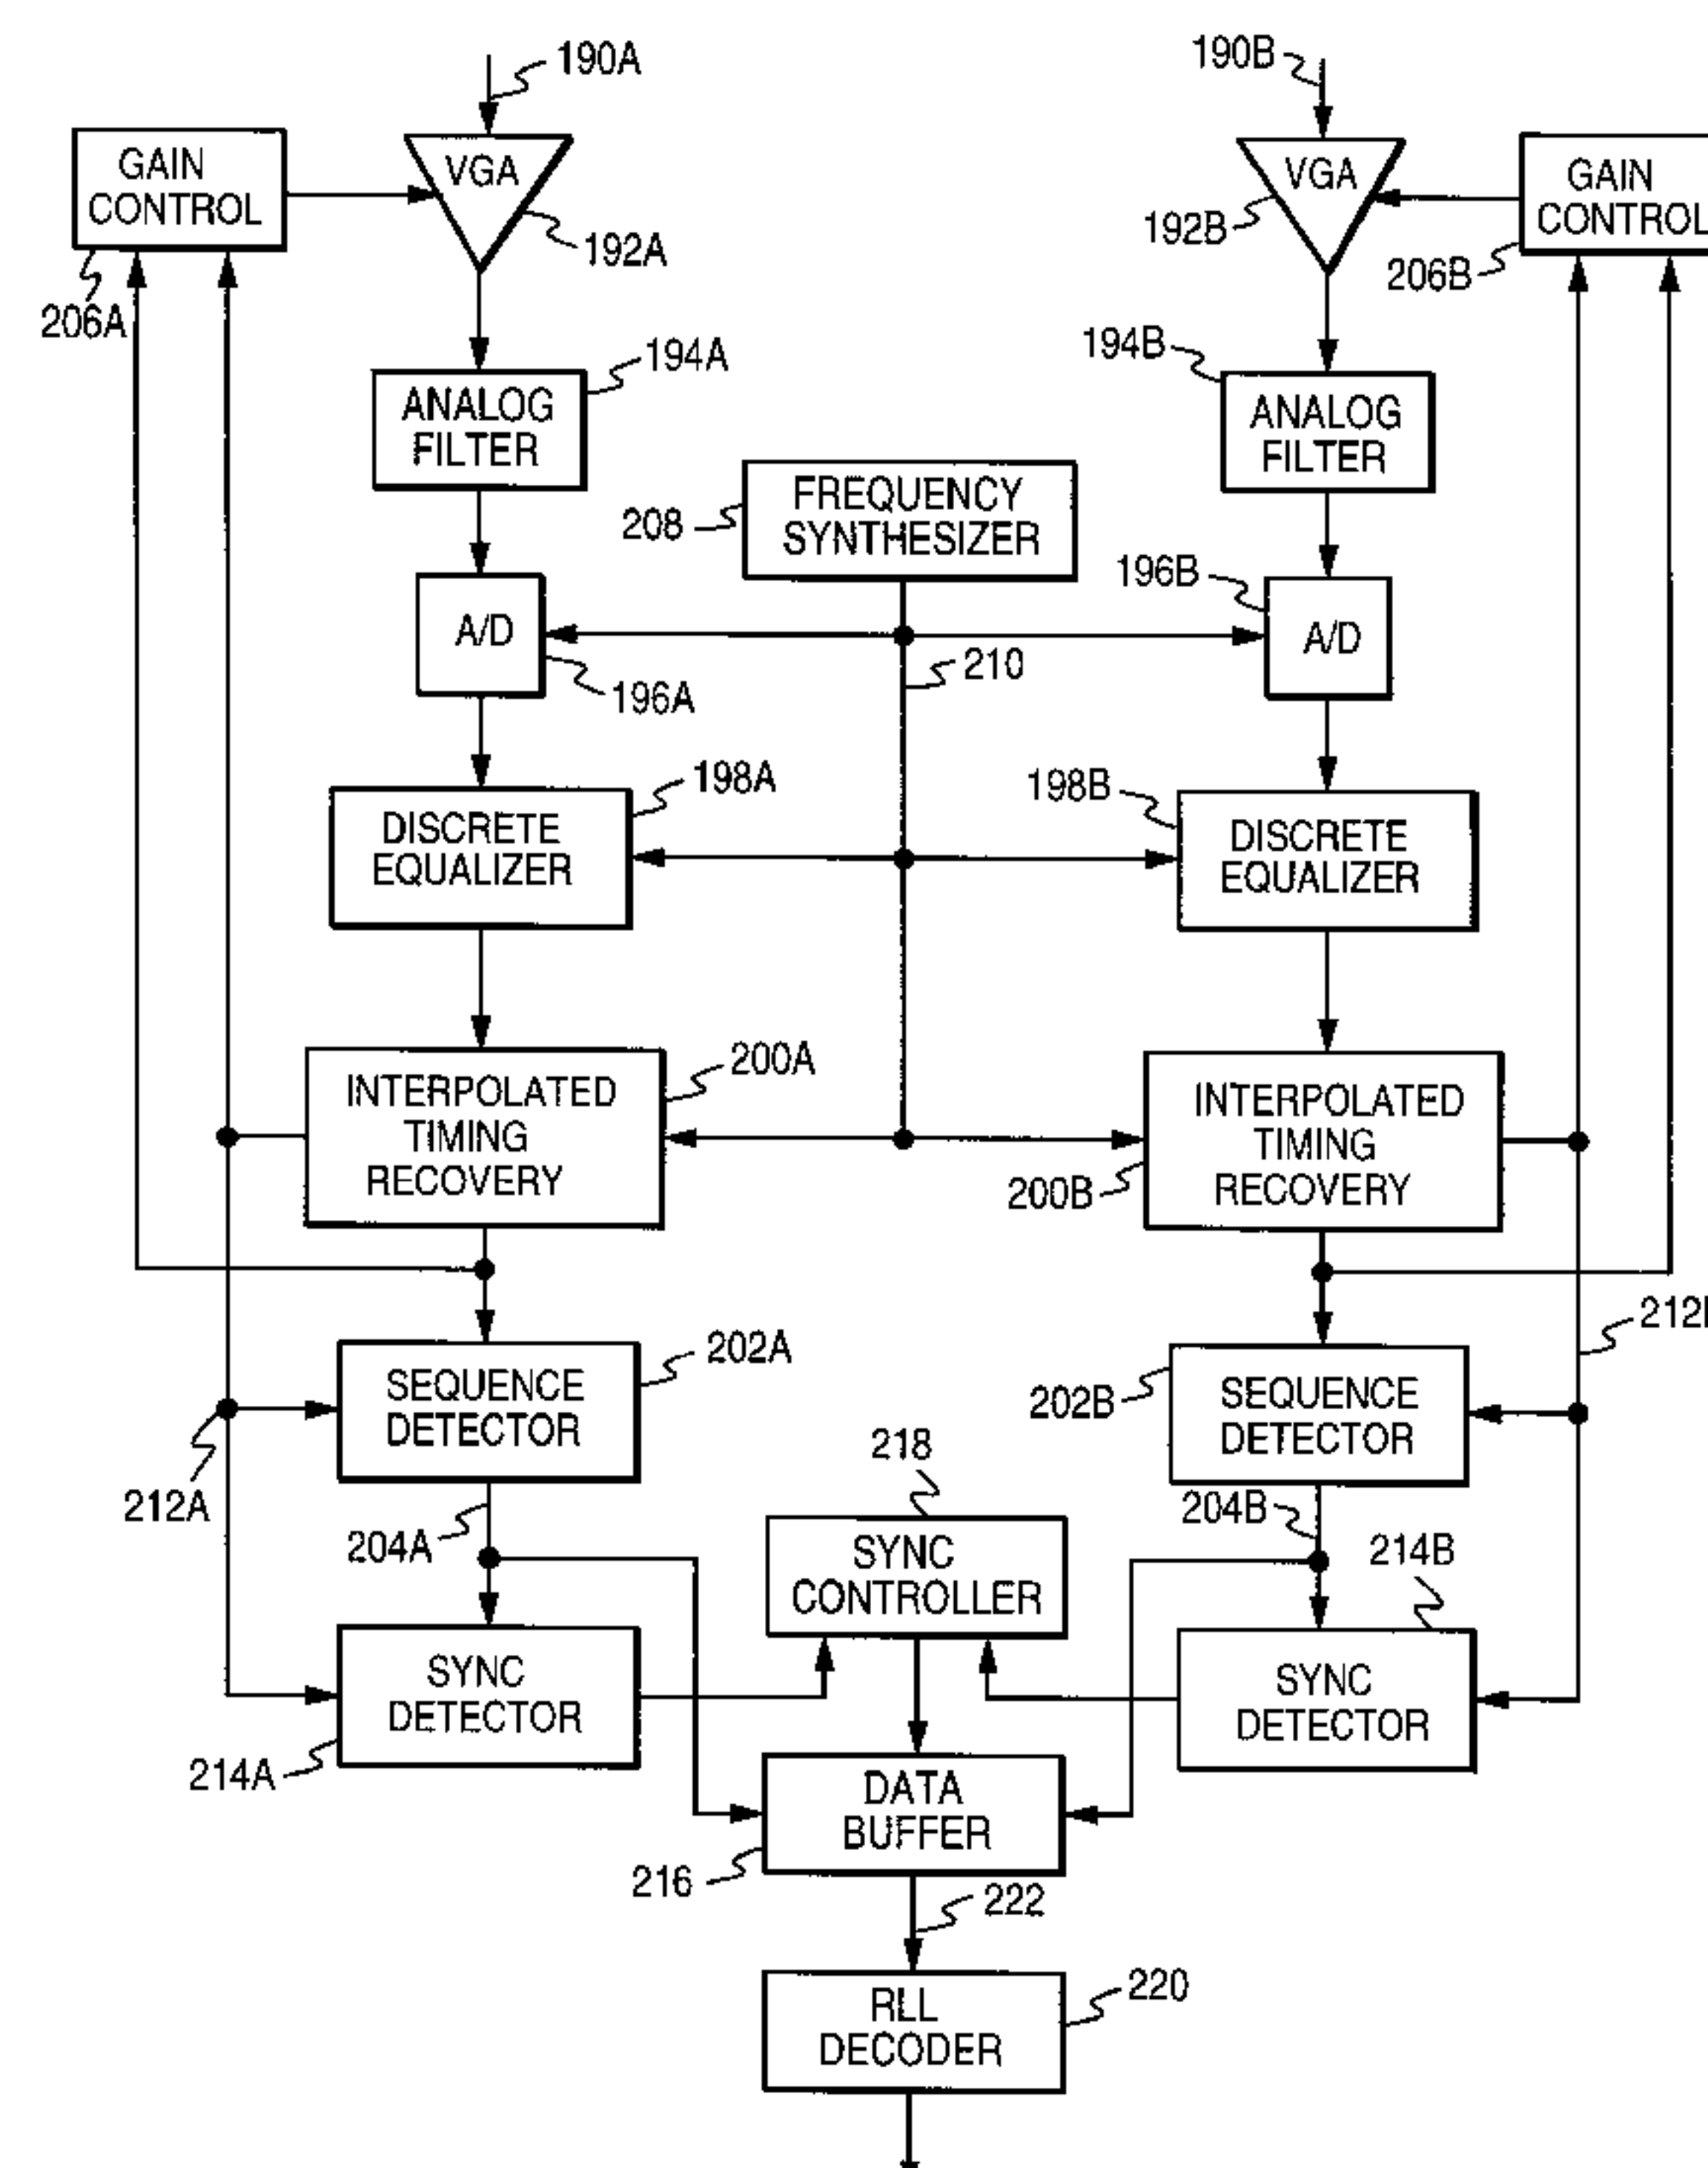 190A
190B
GAIN
CONTROL
VGA
VGA
GAIN
CONTROL
192A
192B
206A
206B
194A
194B
ANALOG
FILTER
ANALOG
FILTER
208
FREQUENCY
SYNTHESIZER
196B
A/D
A/D
210
196A
198A
198B
DISCRETE
EQUALIZER
DISCRETE
EQUALIZER
200A
INTERPOLATED
TIMING
RECOVERY
INTERPOLATED
TIMING
RECOVERY
200B
212
202A
SEQUENCE
DETECTOR
202B
SEQUENCE
DETECTOR
218
212A
204A
204B
214B
SYNC
CONTROLLER
SYNC
DETECTOR
SYNC
DETECTOR
214A
DATA
BUFFER
216
222
220
RLL
DECODER